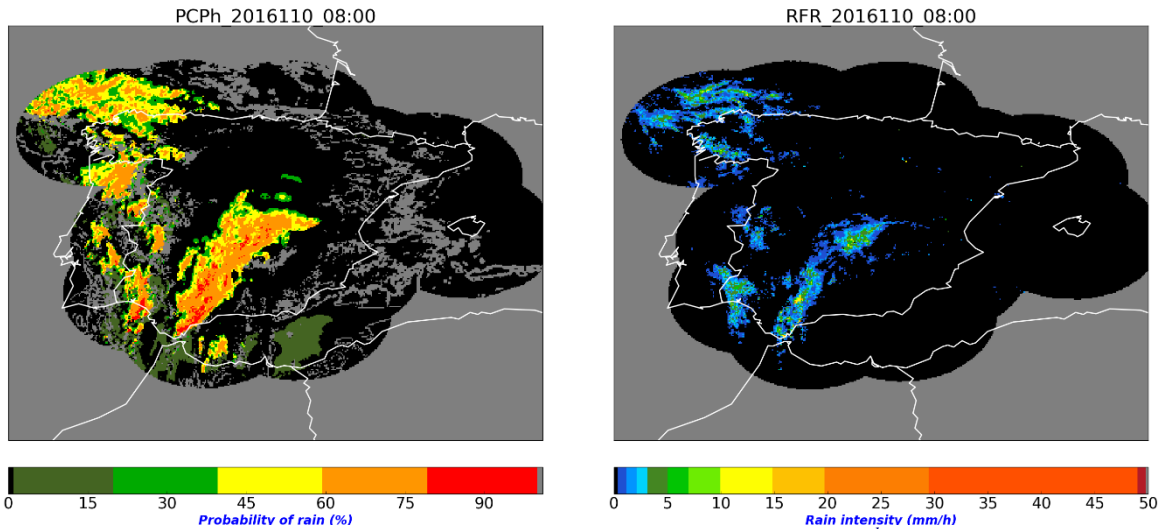 PCPh_2016110_08:00
RFR_2016110_08:00
0 15 30 45 60 75 90
Probability of rain (%)
0 5 10 15 20 25 30 35 40 45 50
Rain intensity (mm/h)